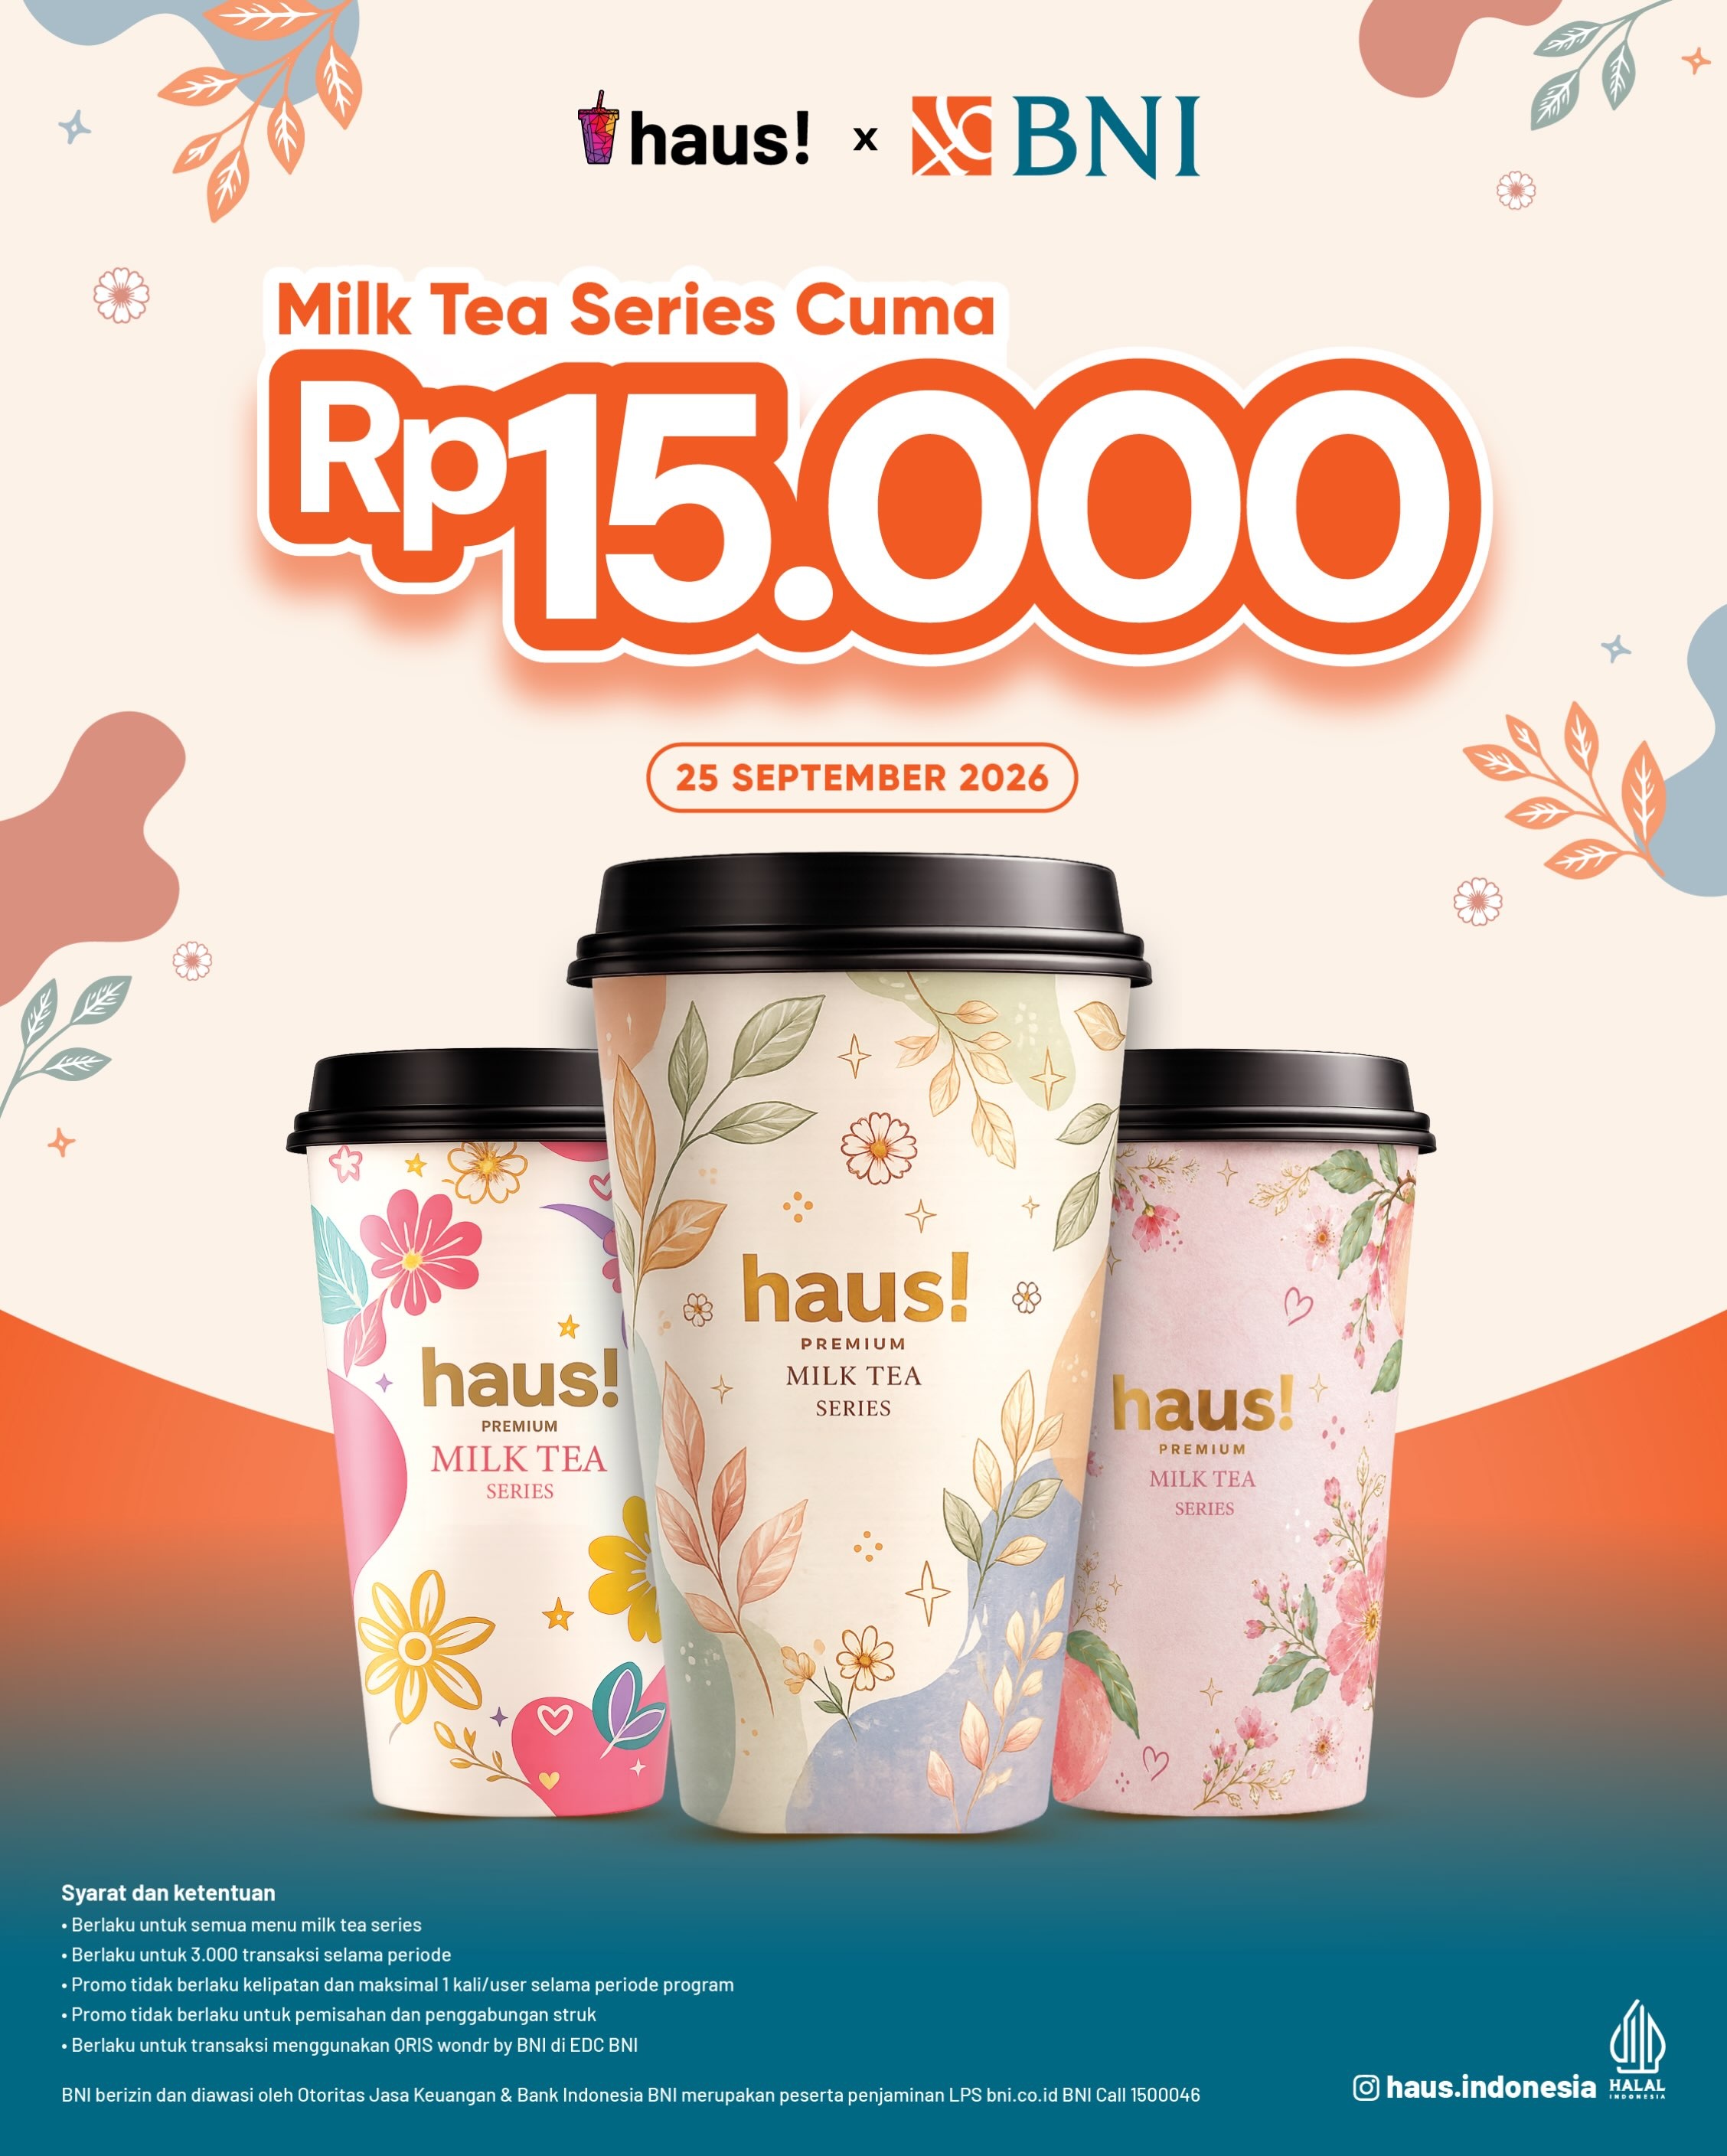 haus! x BNI
Milk Tea Series Cuma
Rp15.000
25 SEPTEMBER 2026
haus!
PREMIUM
MILK TEA
SERIES
haus!
PREMIUM
MILK TEA
SERIES
haus!
PREMIUM
MILK TEA
SERIES
Syarat dan ketentuan
• Berlaku untuk semua menu milk tea series
• Berlaku untuk 3.000 transaksi selama periode
• Promo tidak berlaku kelipatan dan maksimal 1 kali/user selama periode program
• Promo tidak berlaku untuk pemisahan dan penggabungan struk
• Berlaku untuk transaksi menggunakan QRIS wondr by BNI di EDC BNI
BNI berizin dan diawasi oleh Otoritas Jasa Keuangan & Bank Indonesia BNI merupakan peserta penjaminan LPS bni.co.id BNI Call 1500046
haus.indonesia
HALAL
INDONESIA